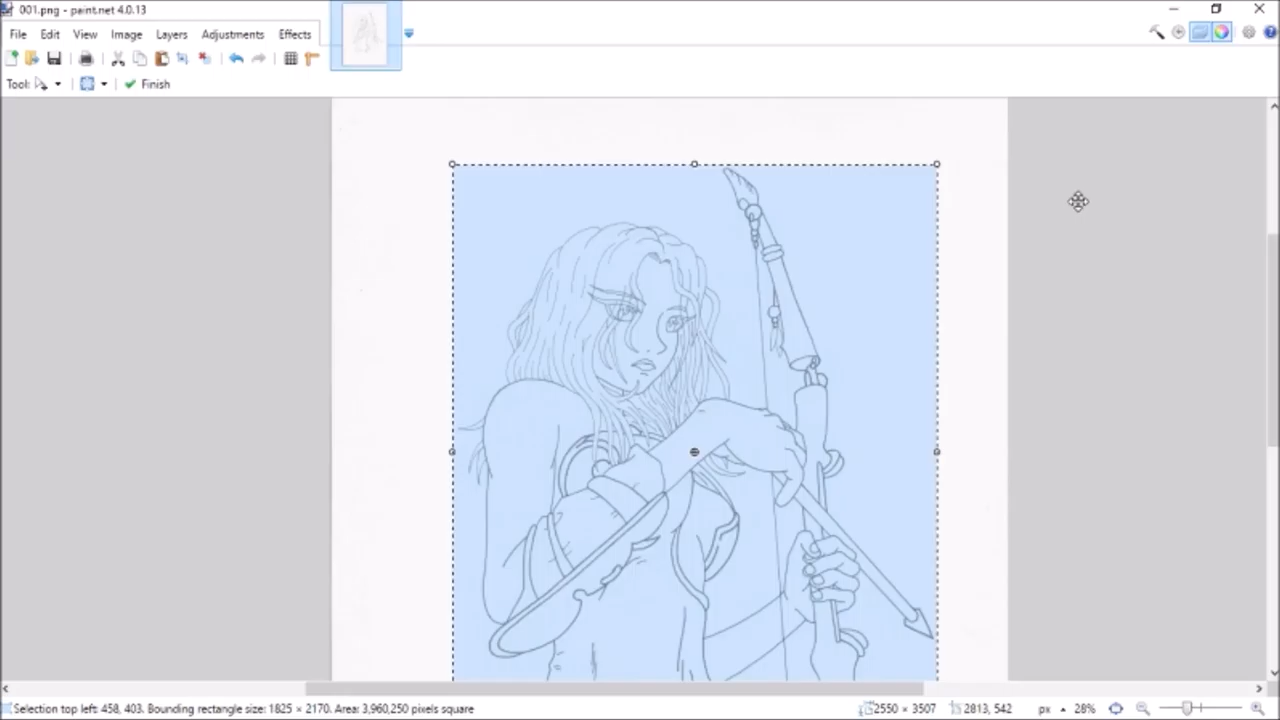 001.png - paint.net 4.0.13
File Edit View Image Layers Adjustments Effects
Tool: Finish
Selection top left: 458, 403. Bounding rectangle size: 1825 × 2170. Area: 3,960,250 pixels square 2550 × 3507 2813, 542 px 28%